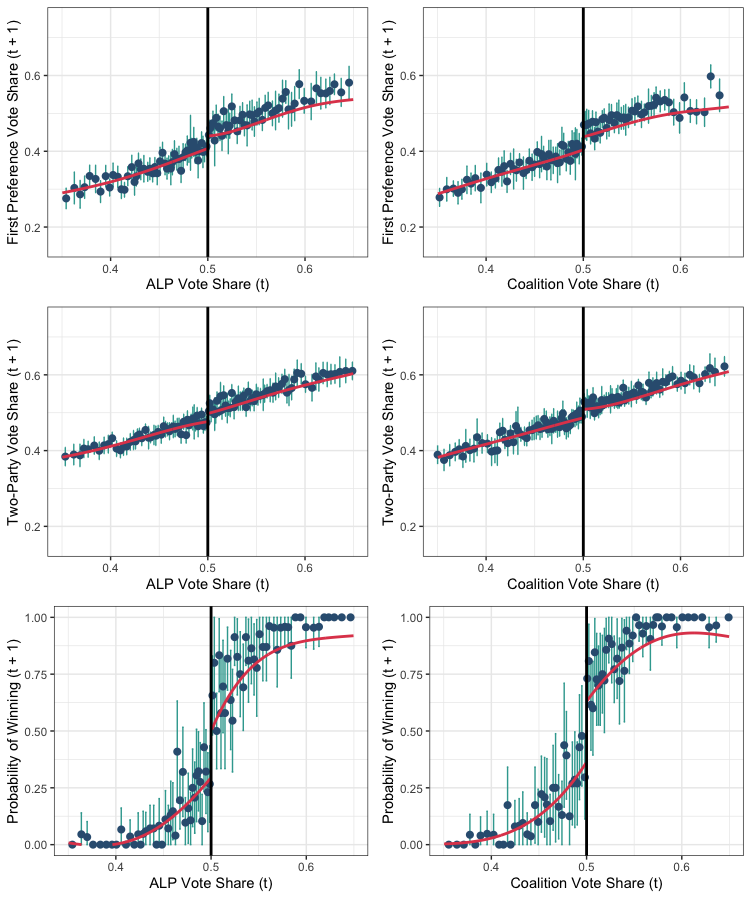 First Preference Vote Share (t + 1)
0.6
0.4
0.2
0.4 0.5 0.6
ALP Vote Share (t)
First Preference Vote Share (t + 1)
0.6
0.4
0.2
0.4 0.5 0.6
Coalition Vote Share (t)
Two-Party Vote Share (t + 1)
0.6
0.4
0.2
0.4 0.5 0.6
ALP Vote Share (t)
Two-Party Vote Share (t + 1)
0.6
0.4
0.2
0.4 0.5 0.6
Coalition Vote Share (t)
Probability of Winning (t + 1)
1.00
0.75
0.50
0.25
0.00
0.4 0.5 0.6
ALP Vote Share (t)
Probability of Winning (t + 1)
1.00
0.75
0.50
0.25
0.00
0.4 0.5 0.6
Coalition Vote Share (t)